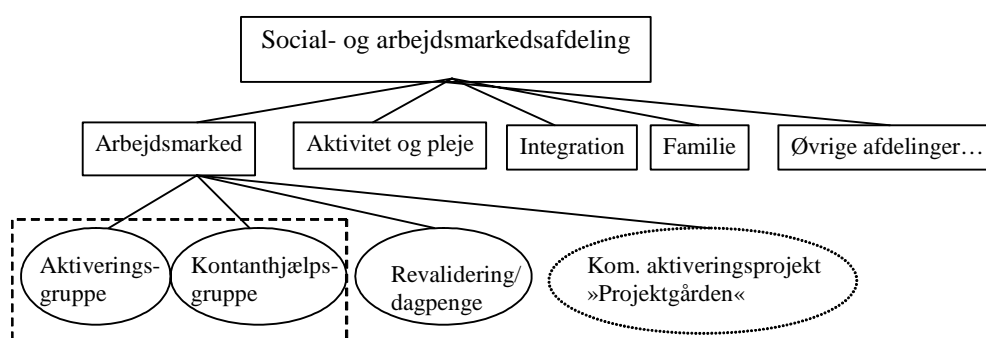 Social- og arbejdsmarkedsafdeling
Arbejdsmarked
Aktivitet og pleje
Integration
Familie
Øvrige afdelinger…
Aktiverings-
gruppe
Kontanthjælps-
gruppe
Revalidering/
dagpenge
Kom. aktiveringsprojekt
»Projektgården«